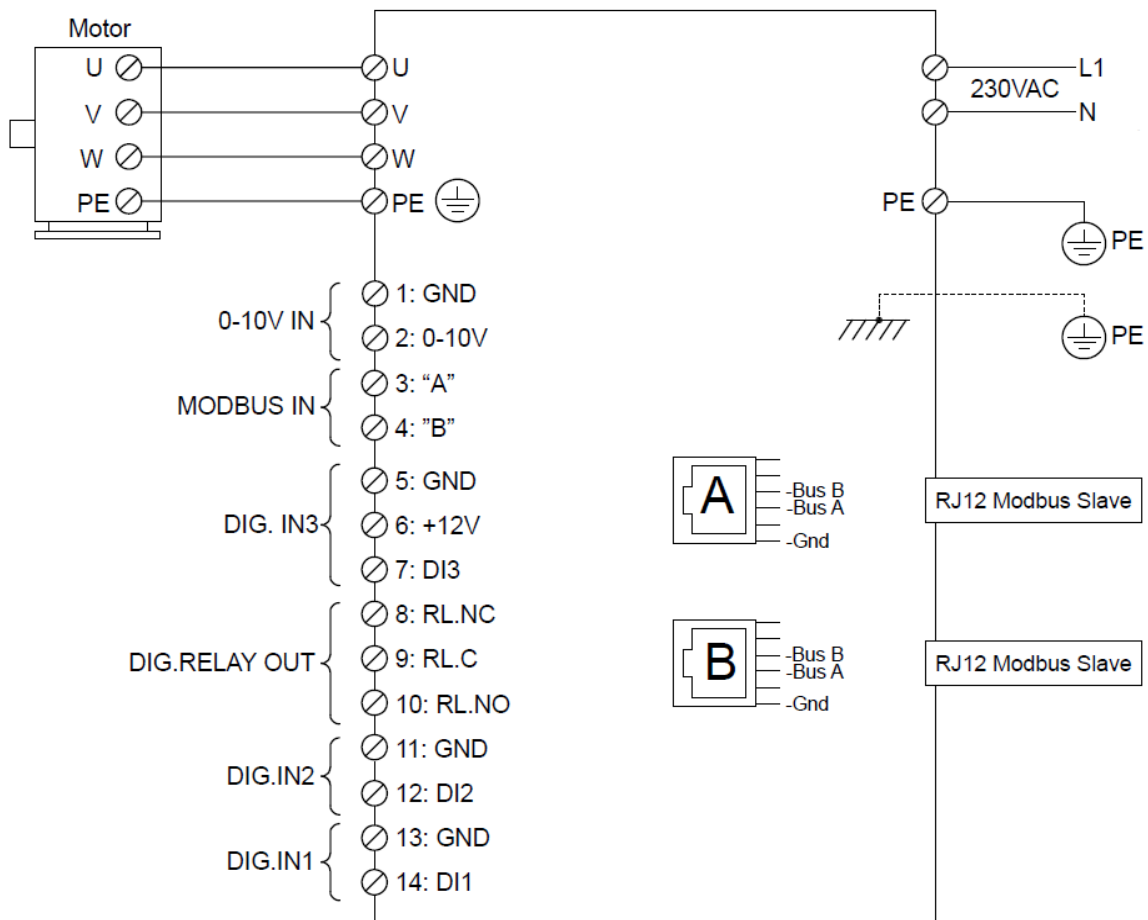 Motor
U
V
W
PE
U
V
W
PE
L1
230VAC
N
PE
PE
PE
0-10V IN
1: GND
2: 0-10V
MODBUS IN
3: “A”
4: ”B”
DIG. IN3
5: GND
6: +12V
7: DI3
DIG.RELAY OUT
8: RL.NC
9: RL.C
10: RL.NO
DIG.IN2
11: GND
12: DI2
DIG.IN1
13: GND
14: DI1
A
-Bus B
-Bus A
-Gnd
RJ12 Modbus Slave
B
-Bus B
-Bus A
-Gnd
RJ12 Modbus Slave